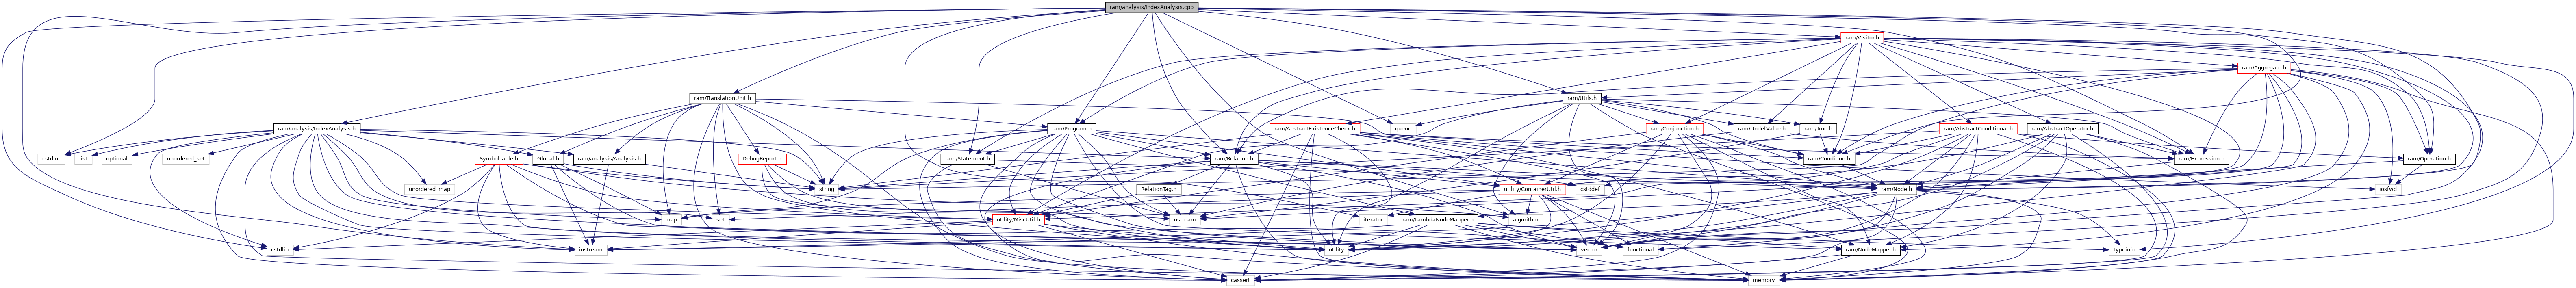 ram/analysis/IndexAnalysis.cpp
ram/Visitor.h
ram/Aggregate.h
ram/TranslationUnit.h
ram/Utils.h
ram/analysis/IndexAnalysis.h
ram/Program.h
queue
ram/AbstractExistenceCheck.h
ram/Conjunction.h
ram/UndefValue.h
ram/True.h
ram/AbstractConditional.h
ram/AbstractOperator.h
cstdint
list
optional
unordered_set
SymbolTable.h
Global.h
ram/analysis/Analysis.h
DebugReport.h
ram/Statement.h
ram/Relation.h
ram/Condition.h
ram/Expression.h
ram/Operation.h
unordered_map
string
RelationTag.h
utility/ContainerUtil.h
cstddef
ram/Node.h
iosfwd
map
set
utility/MiscUtil.h
ostream
iterator
ram/LambdaNodeMapper.h
algorithm
cstdlib
iostream
utility
vector
functional
ram/NodeMapper.h
typeinfo
cassert
memory